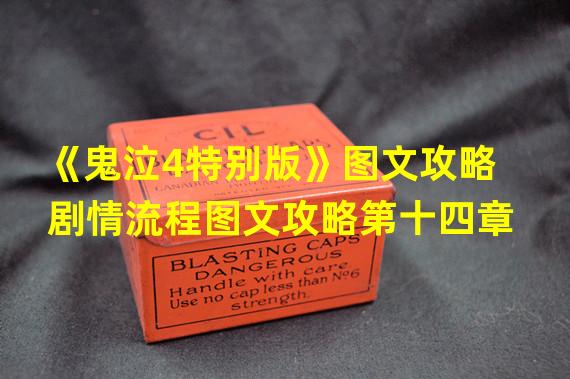 CIL
《鬼泣4特别版》图文攻略
剧情流程图文攻略第十四章
CANADIAN
BLASTING CAPS
DANGEROUS
Handle with care
Use no cap less than No6
strength.